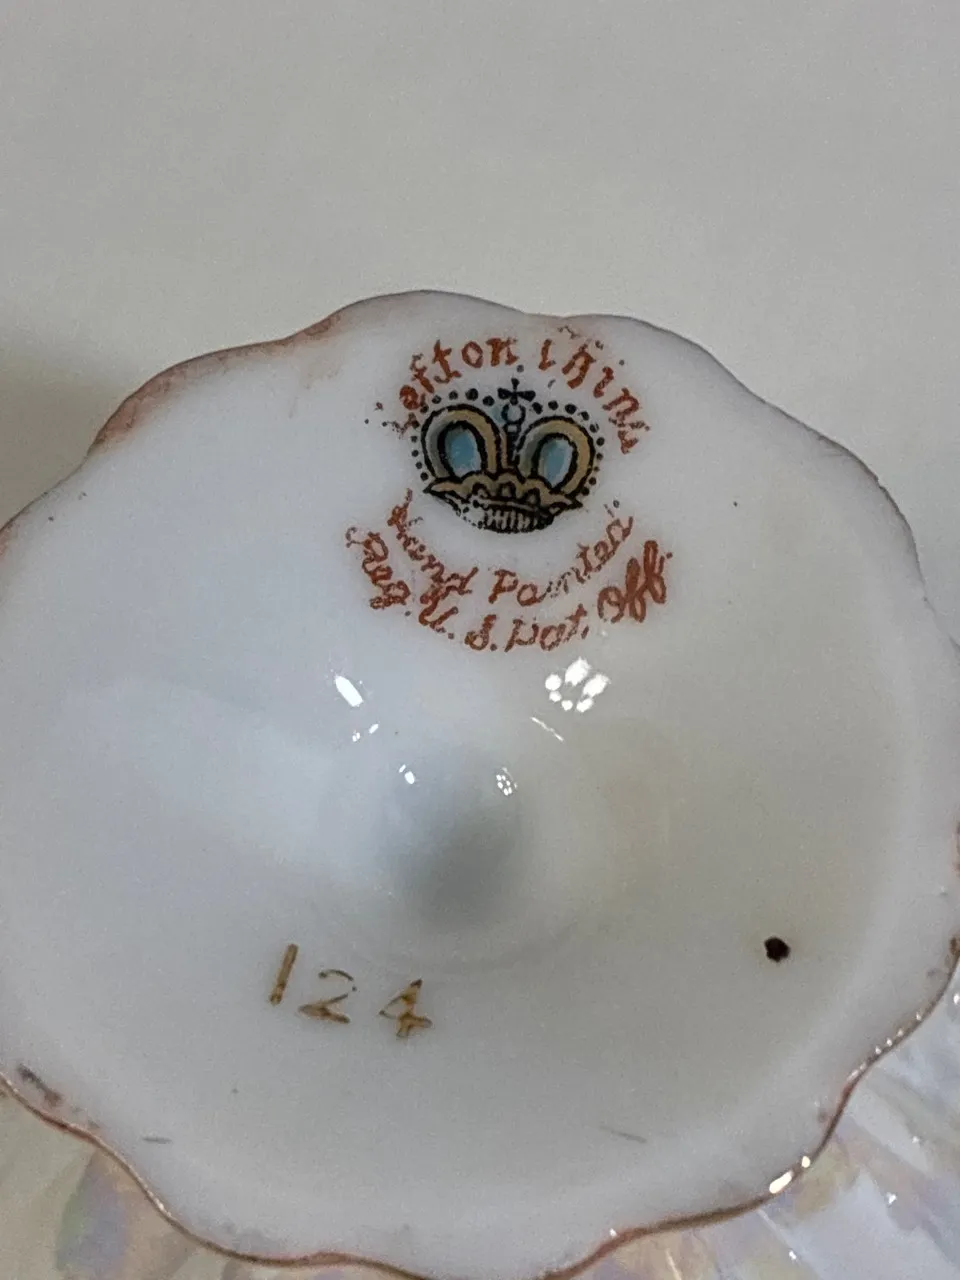 Lefton China
Hand Painted
Reg. U. S. Pat. Off.
124